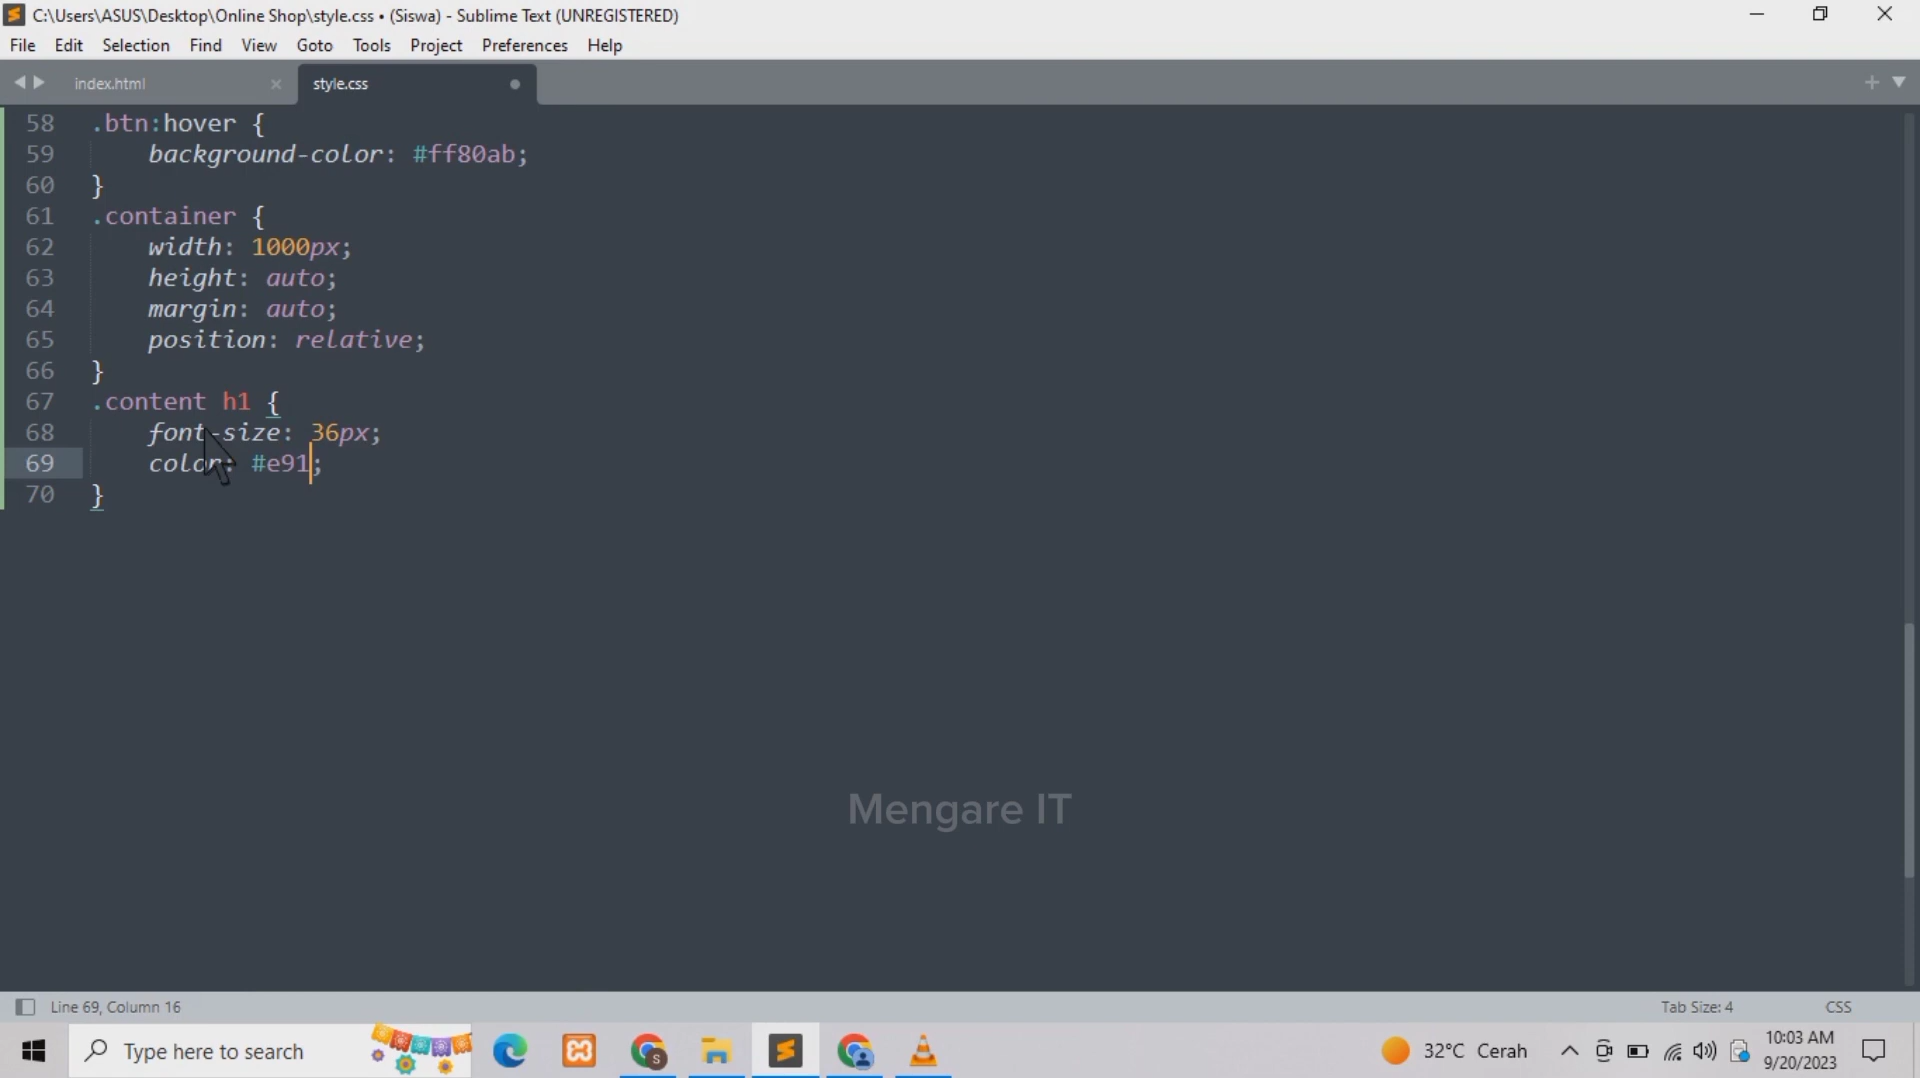 C:\Users\ASUS\Desktop\Online Shop\style.css • (Siswa) - Sublime Text (UNREGISTERED)
File Edit Selection Find View Goto Tools Project Preferences Help
index.html style.css
58 .btn:hover {
59 background-color: #ff80ab;
60 }
61 .container {
62 width: 1000px;
63 height: auto;
64 margin: auto;
65 position: relative;
66 }
67 .content h1 {
68 font-size: 36px;
69 color: #e91;
70 }
Mengare IT
Line 69, Column 16 Tab Size: 4 CSS
Type here to search 32°C Cerah 10:03 AM
9/20/2023